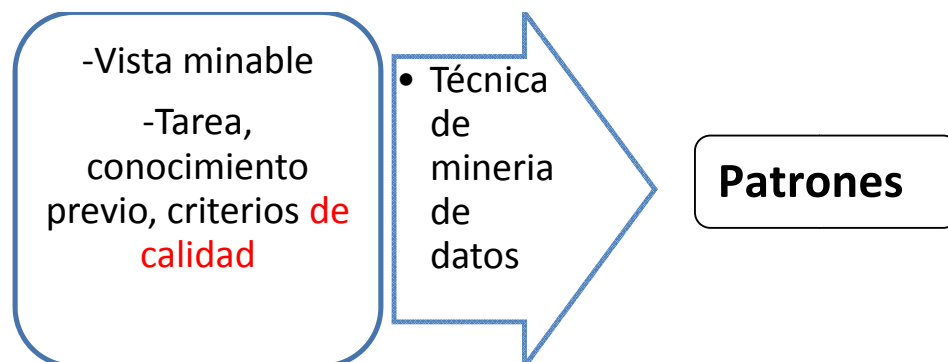 -Vista minable
-Tarea,
conocimiento
previo, criterios de
calidad
• Técnica
de
mineria
de
datos
Patrones